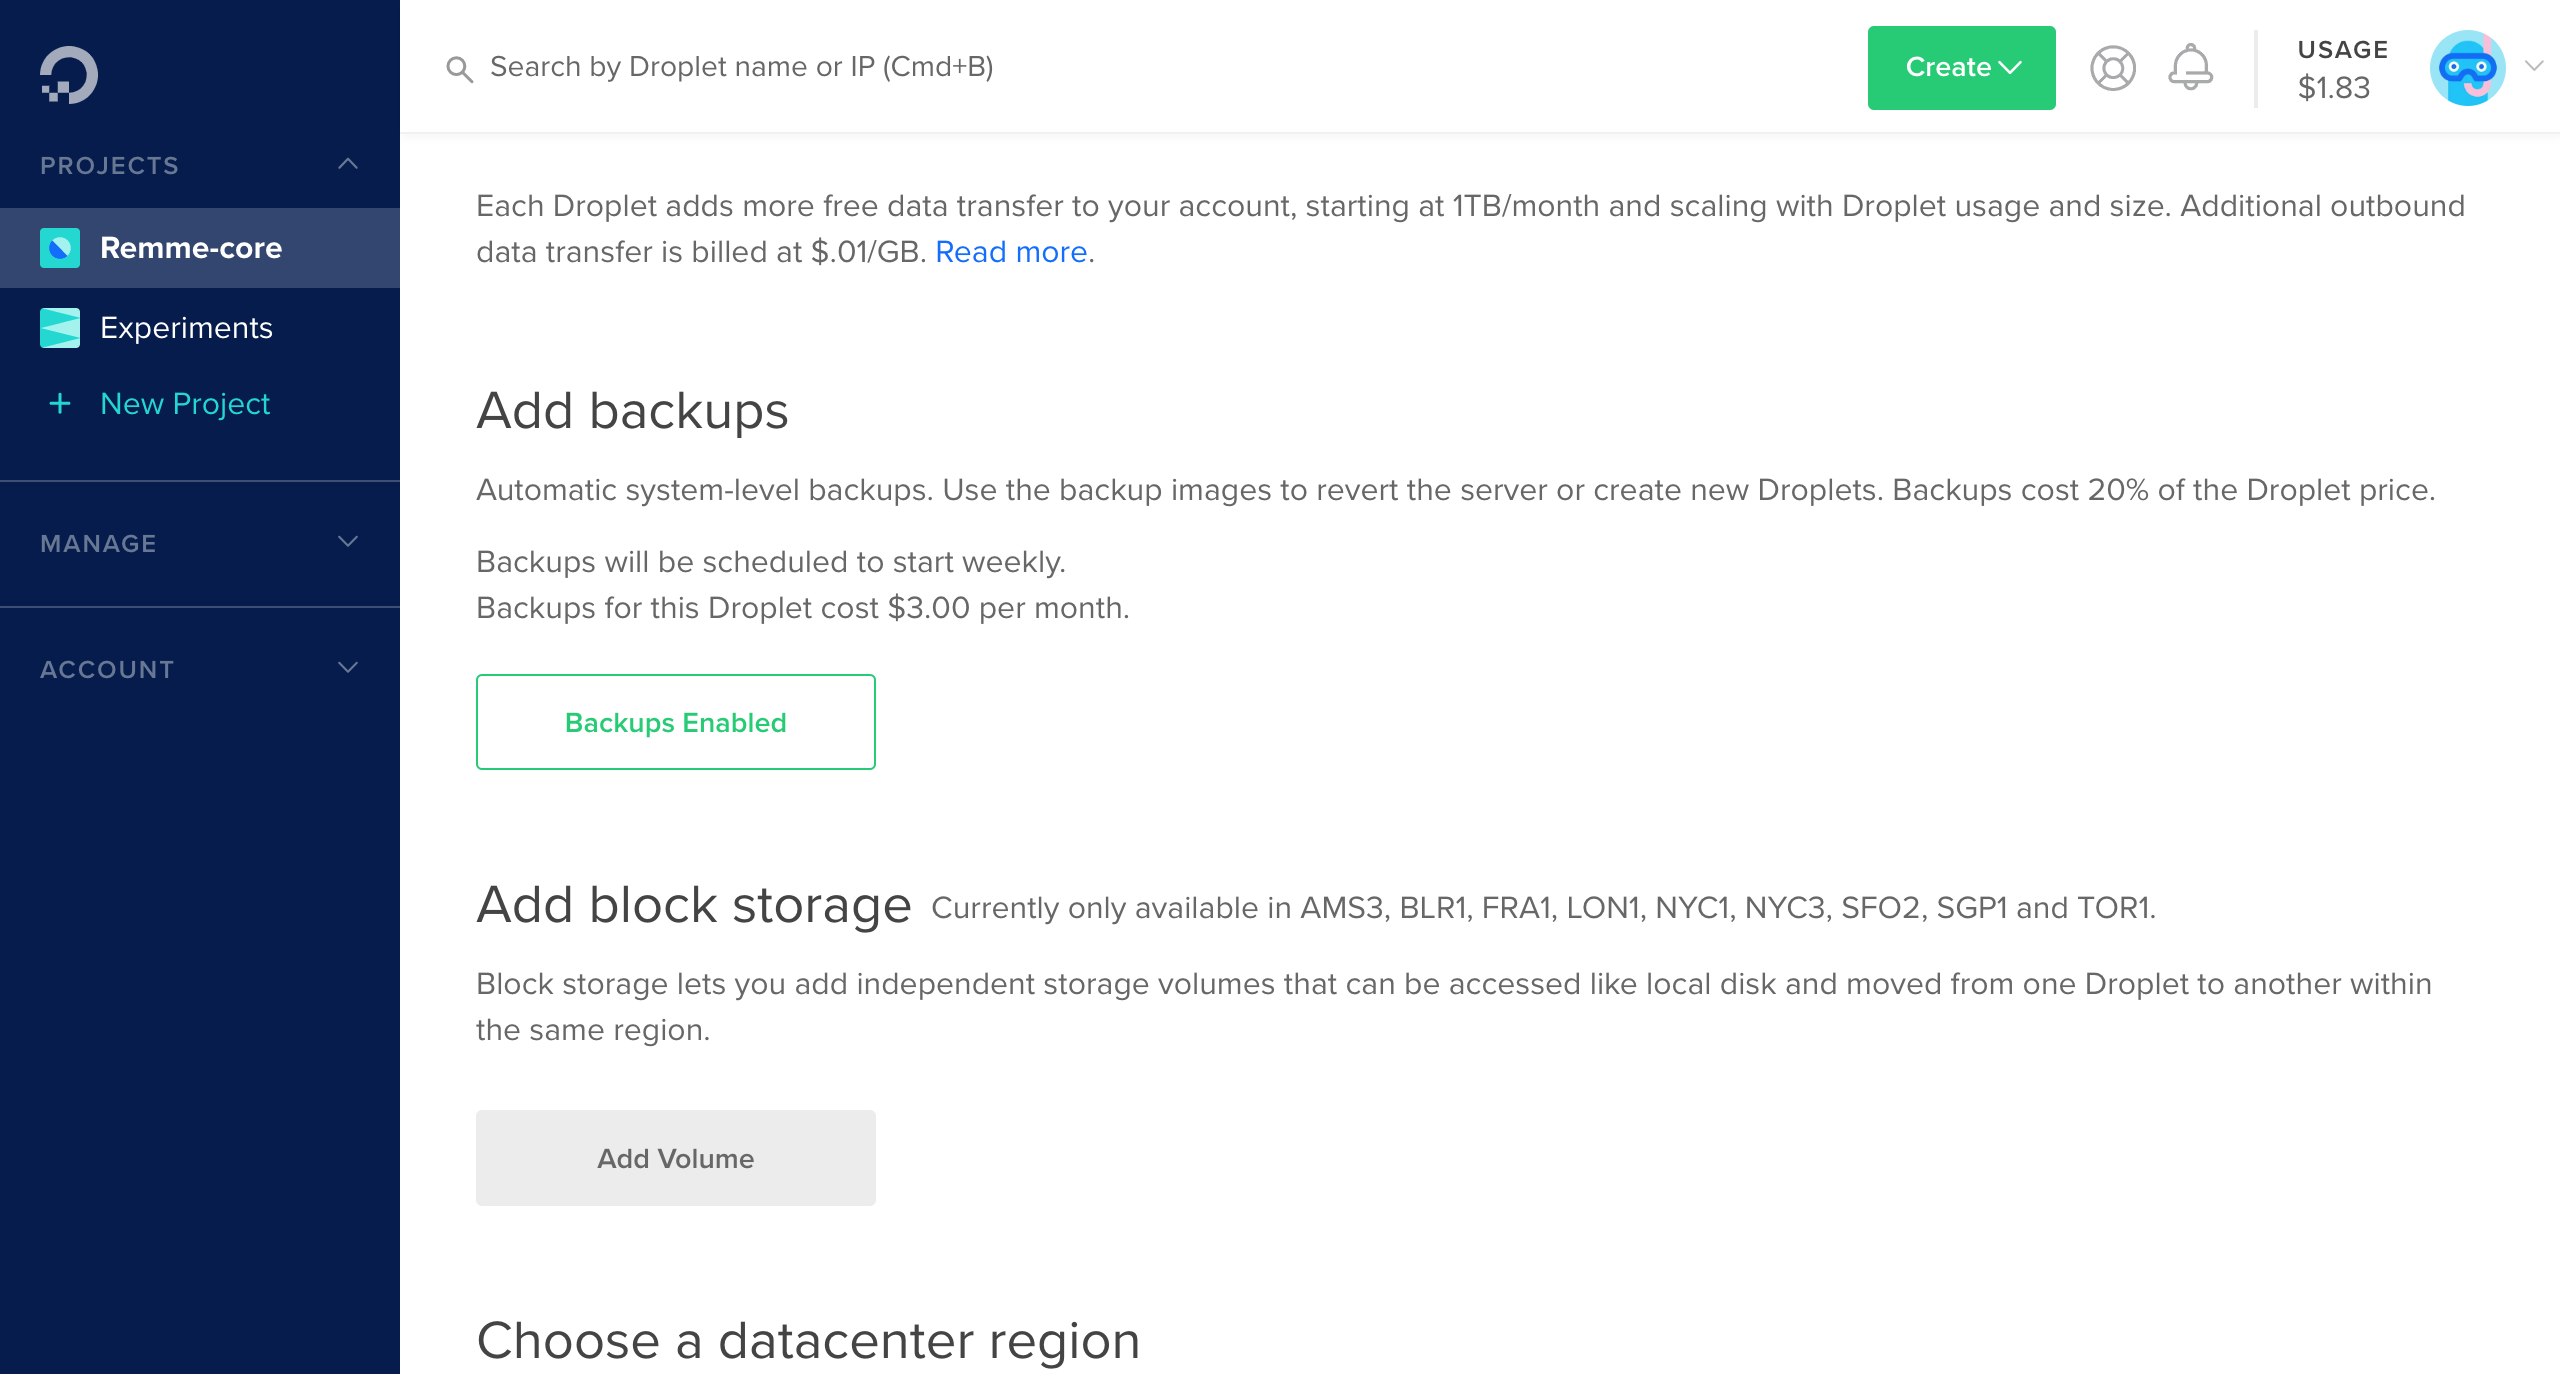 Search by Droplet name or IP (Cmd+B)
Create
USAGE
$1.83
PROJECTS
Remme-core
Experiments
+ New Project
MANAGE
ACCOUNT
Each Droplet adds more free data transfer to your account, starting at 1TB/month and scaling with Droplet usage and size. Additional outbound
data transfer is billed at $.01/GB. Read more.
Add backups
Automatic system-level backups. Use the backup images to revert the server or create new Droplets. Backups cost 20% of the Droplet price.
Backups will be scheduled to start weekly.
Backups for this Droplet cost $3.00 per month.
Backups Enabled
Add block storage Currently only available in AMS3, BLR1, FRA1, LON1, NYC1, NYC3, SFO2, SGP1 and TOR1.
Block storage lets you add independent storage volumes that can be accessed like local disk and moved from one Droplet to another within
the same region.
Add Volume
Choose a datacenter region